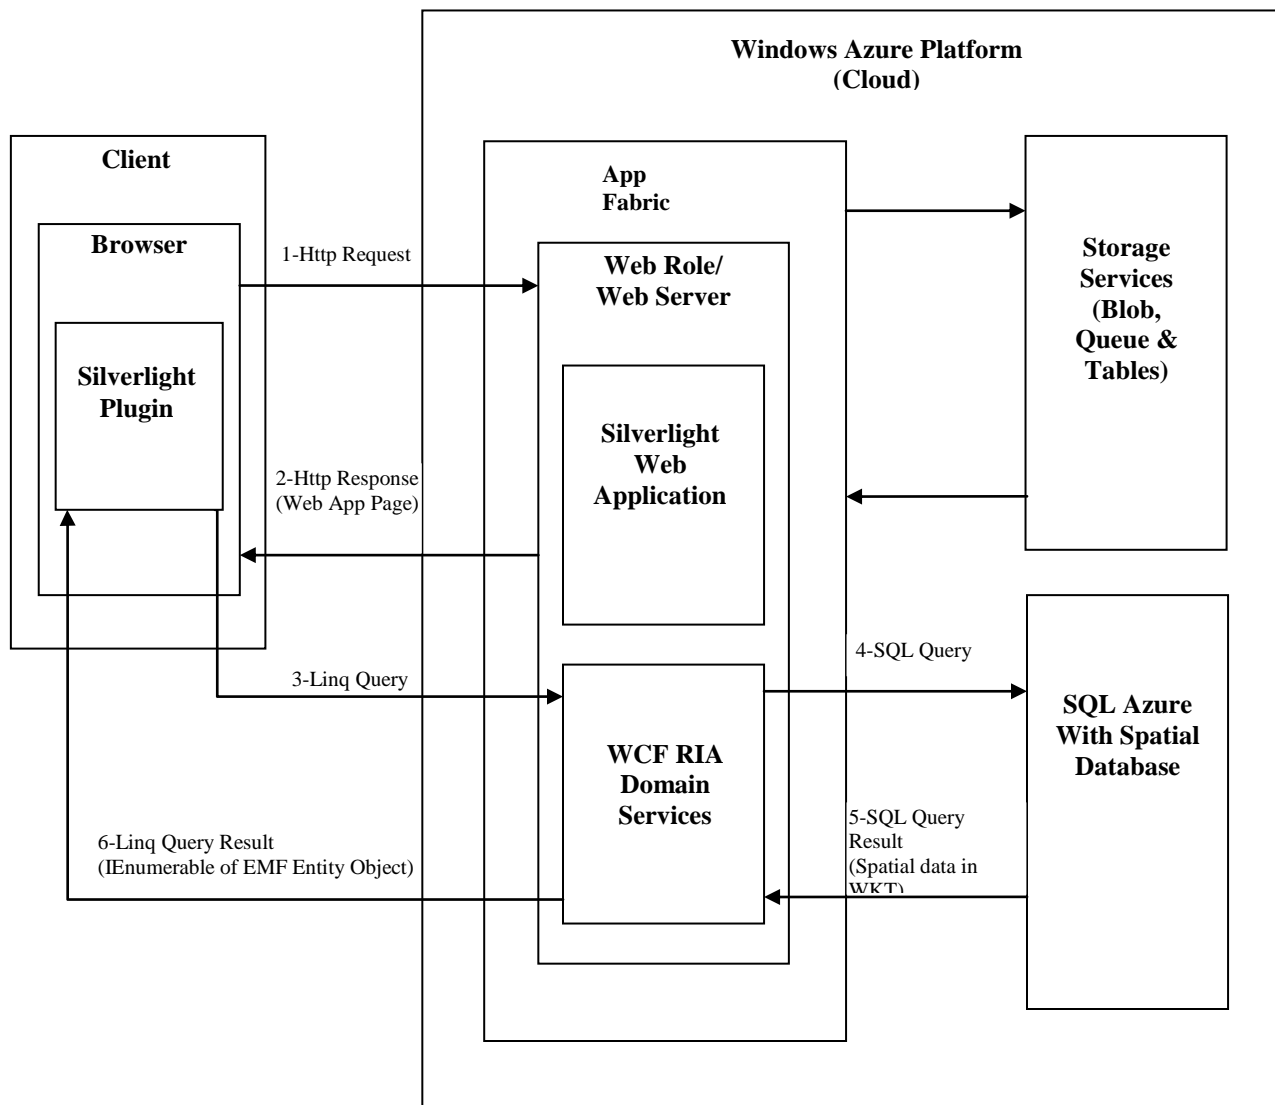 Windows Azure Platform
(Cloud)
Client
App
Fabric
Browser
1-Http Request
Web Role/
Web Server
Storage
Services
(Blob,
Queue &
Tables)
Silverlight
Plugin
Silverlight
Web
Application
2-Http Response
(Web App Page)
3-Linq Query
4-SQL Query
SQL Azure
With Spatial
Database
WCF RIA
Domain
Services
6-Linq Query Result
(IEnumerable of EMF Entity Object)
5-SQL Query
Result
(Spatial data in
WKT)